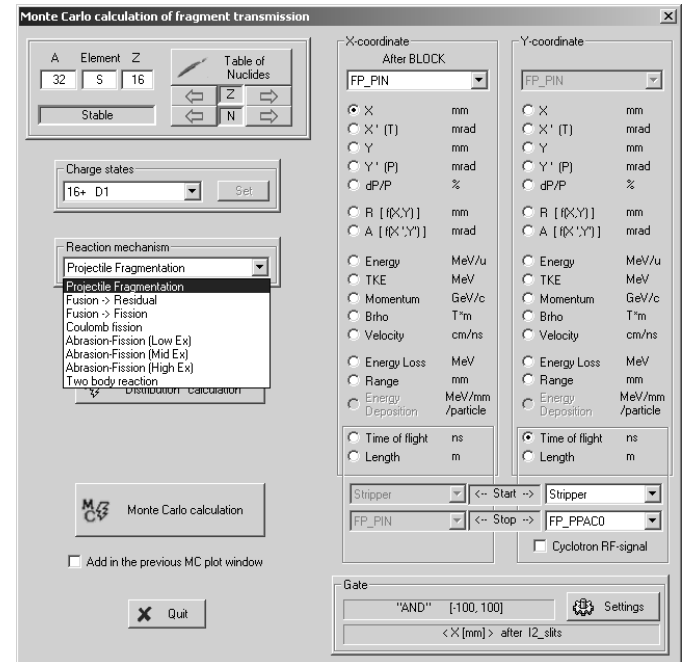 Monte Carlo calculation of fragment transmission
A Element Z
32 S 16
Stable
Table of
Nuclides
Z
N
Charge states
16+ D1
Set
Reaction mechanism
Projectile Fragmentation
Projectile Fragmentation
Fusion -> Residual
Fusion -> Fission
Coulomb fission
Abrasion-Fission (Low Ex)
Abrasion-Fission (Mid Ex)
Abrasion-Fission (High Ex)
Two body reaction
Distribution Calculation
MC Monte Carlo calculation
Add in the previous MC plot window
Quit
X-coordinate
After BLOCK
FP_PIN
X mm
X' (T) mrad
Y mm
Y' (P) mrad
dP/P %
R [ f(X,Y) ] mm
A [ f(X',Y') ] mrad
Energy MeV/u
TKE MeV
Momentum GeV/c
Brho T*m
Velocity cm/ns
Energy Loss MeV
Range mm
Energy Deposition MeV/mm /particle
Time of flight ns
Length m
Y-coordinate
FP_PIN
X mm
X' (T) mrad
Y mm
Y' (P) mrad
dP/P %
R [ f(X,Y) ] mm
A [ f(X',Y') ] mrad
Energy MeV/u
TKE MeV
Momentum GeV/c
Brho T*m
Velocity cm/ns
Energy Loss MeV
Range mm
Energy Deposition MeV/mm /particle
Time of flight ns
Length m
Stripper <-- Start --> Stripper
FP_PIN <-- Stop --> FP_PPAC0
Cyclotron RF-signal
Gate
"AND" [-100, 100]
Settings
< X [mm] > after I2_slits